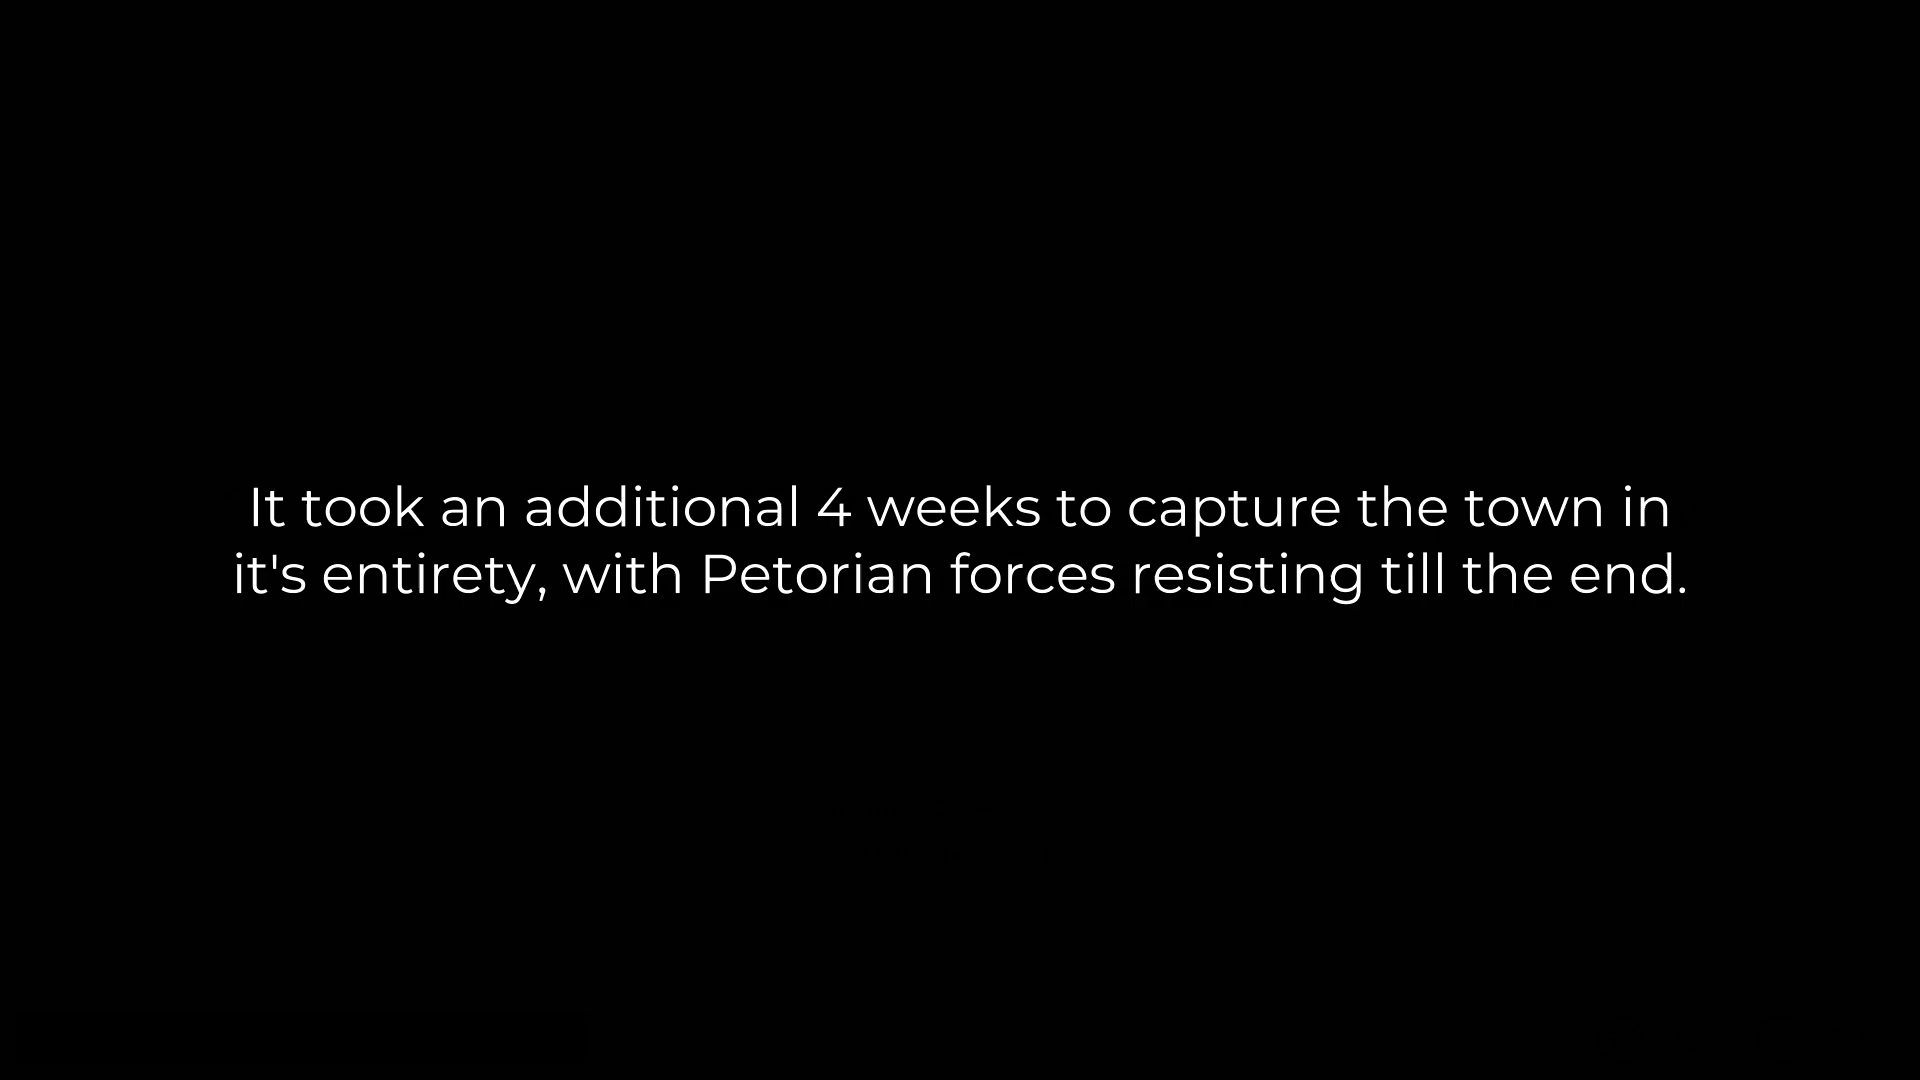 It took an additional 4 weeks to capture the town in
it's entirety, with Petorian forces resisting till the end.